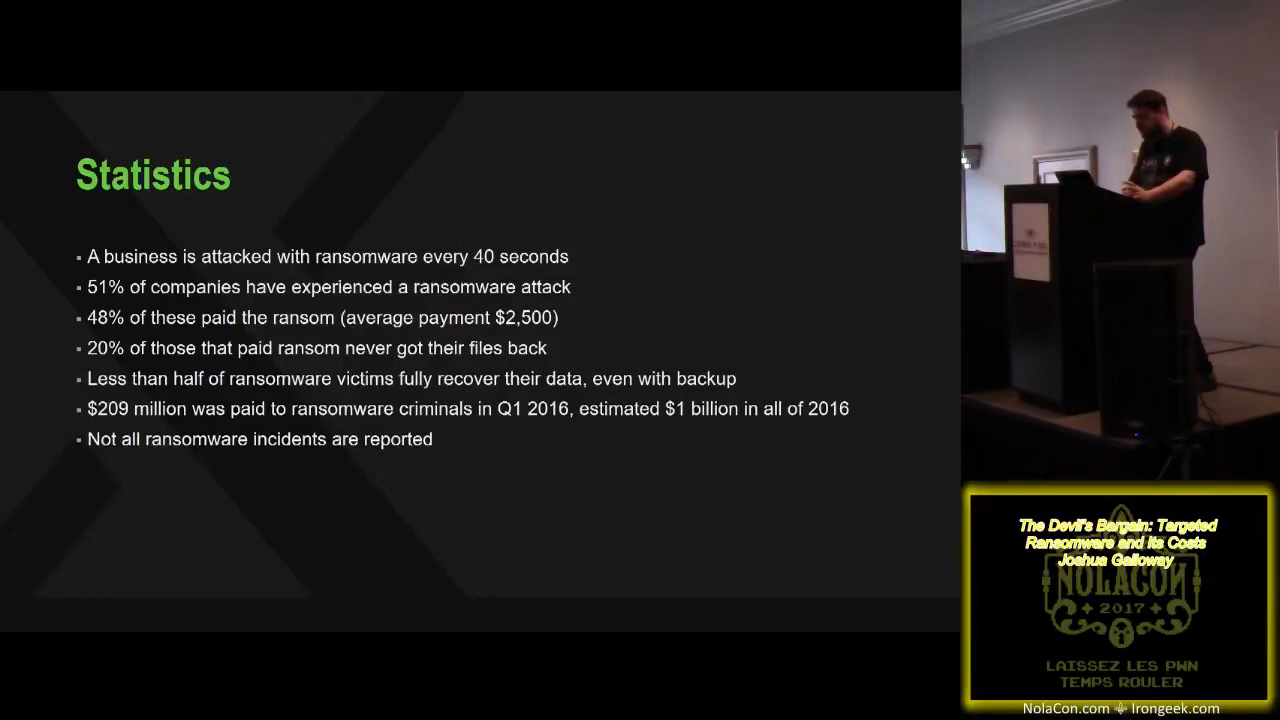 Statistics
▪ A business is attacked with ransomware every 40 seconds
▪ 51% of companies have experienced a ransomware attack
▪ 48% of these paid the ransom (average payment $2,500)
▪ 20% of those that paid ransom never got their files back
▪ Less than half of ransomware victims fully recover their data, even with backup
▪ $209 million was paid to ransomware criminals in Q1 2016, estimated $1 billion in all of 2016
▪ Not all ransomware incidents are reported
The Devil's Bargain: Targeted
Ransomware and its Costs
Joshua Galloway
NOLACON
2017
LAISSEZ LES PWN
TEMPS ROULER
NolaCon.com ⚜ Irongeek.com